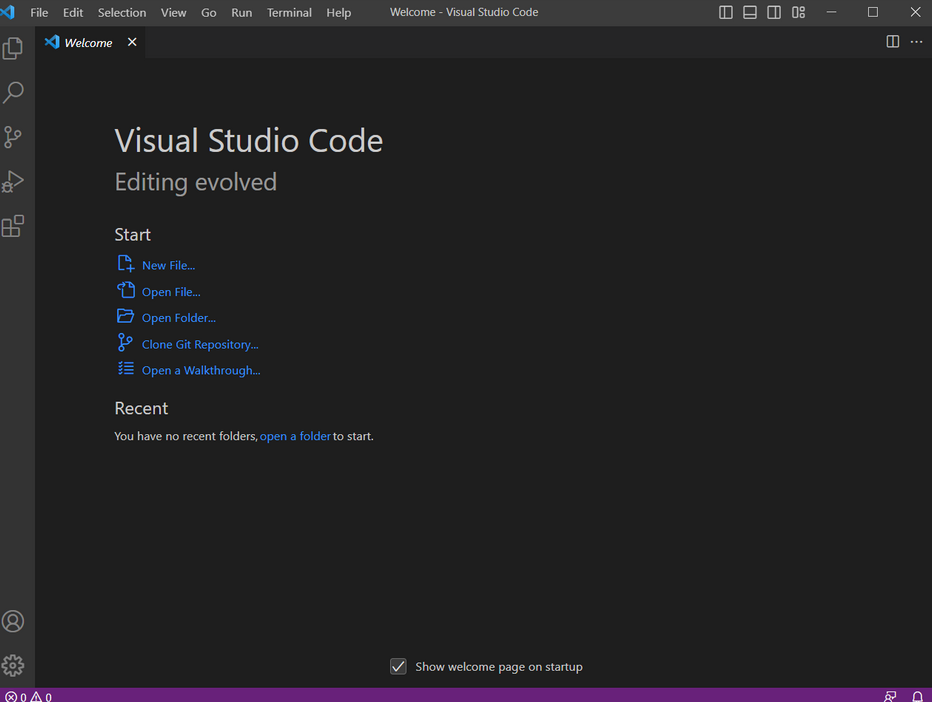 File Edit Selection View Go Run Terminal Help Welcome - Visual Studio Code
Welcome
Visual Studio Code
Editing evolved
Start
New File...
Open File...
Open Folder...
Clone Git Repository...
Open a Walkthrough...
Recent
You have no recent folders, open a folder to start.
Show welcome page on startup
0 0